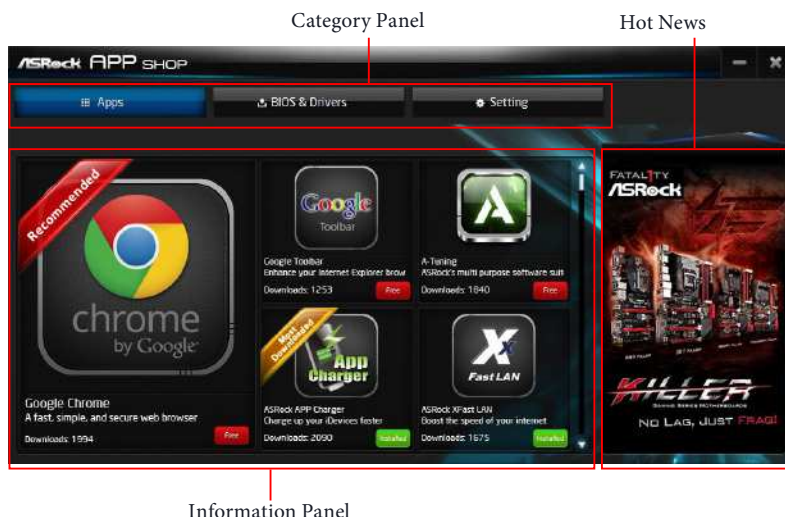 Category Panel
Hot News
ASRock APP SHOP
Apps
BIOS & Drivers
Setting
Recommended
chrome
by Google
Google Chrome
A fast, simple, and secure web browser
Downloads: 1994
Free
Google
Toolbar
Google Toolbar
Enhance your Internet Explorer brow
Downloads: 1253
Free
A-Tuning
ASRock's multi purpose software suit
Downloads: 1840
Free
Most Downloaded
App
Charger
ASRock APP Charger
Charge up your iDevices faster
Downloads: 2090
Installed
X
Fast LAN
ASRock XFast LAN
Boost the speed of your internet
Downloads: 1675
Installed
FATAL1TY
ASRock
KILLER
GAMING SERIES MOTHERBOARDS
NO LAG, JUST FRAG!
Information Panel